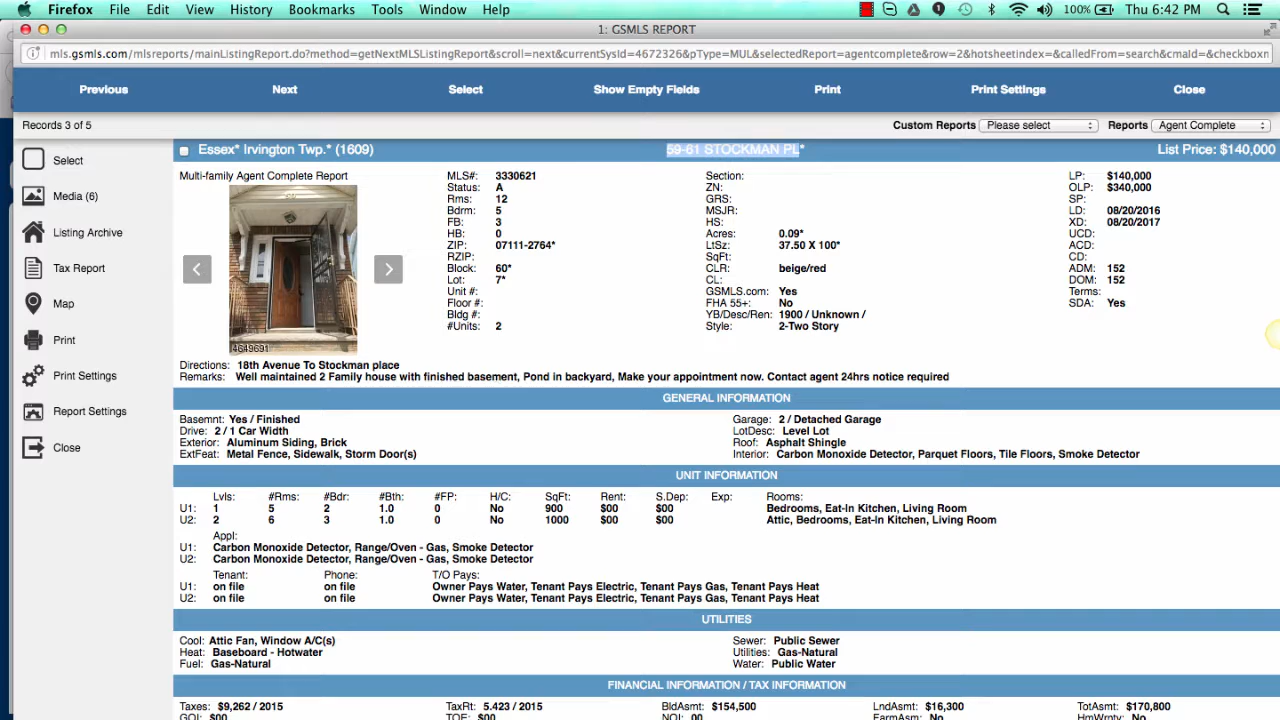 Firefox File Edit View History Bookmarks Tools Window Help 100% Thu 6:42 PM
1: GSMLS REPORT
mls.gsmls.com/mlsreports/mainListingReport.do?method=getNextMLSListingReport&scroll=next&currentSysId=4672326&pType=MUL&selectedReport=agentcomplete&row=2&hotsheetindex=&calledFrom=search&cmaId=&checkboxn
Previous Next Select Show Empty Fields Print Print Settings Close
Records 3 of 5 Custom Reports Please select Reports Agent Complete
Select
Media (6)
Listing Archive
Tax Report
Map
Print
Print Settings
Report Settings
Close
Essex* Irvington Twp.* (1609) 59-61 STOCKMAN PL* List Price: $140,000
Multi-family Agent Complete Report
4649691
MLS#: 3330621
Status: A
Rms: 12
Bdrm: 5
FB: 3
HB: 0
ZIP: 07111-2764*
RZIP:
Block: 60*
Lot: 7*
Unit #:
Floor #:
Bldg #:
#Units: 2
Section:
ZN:
GRS:
MSJR:
HS:
Acres: 0.09*
LtSz: 37.50 X 100*
SqFt:
CLR: beige/red
CL:
GSMLS.com: Yes
FHA 55+: No
YB/Desc/Ren: 1900 / Unknown /
Style: 2-Two Story
LP: $140,000
OLP: $340,000
SP:
LD: 08/20/2016
XD: 08/20/2017
UCD:
ACD:
CD:
ADM: 152
DOM: 152
Terms:
SDA: Yes
Directions: 18th Avenue To Stockman place
Remarks: Well maintained 2 Family house with finished basement, Pond in backyard, Make your appointment now. Contact agent 24hrs notice required
GENERAL INFORMATION
Basemnt: Yes / Finished
Drive: 2 / 1 Car Width
Exterior: Aluminum Siding, Brick
ExtFeat: Metal Fence, Sidewalk, Storm Door(s)
Garage: 2 / Detached Garage
LotDesc: Level Lot
Roof: Asphalt Shingle
Interior: Carbon Monoxide Detector, Parquet Floors, Tile Floors, Smoke Detector
UNIT INFORMATION
Lvls: #Rms: #Bdr: #Bth: #FP: H/C: SqFt: Rent: S.Dep: Exp: Rooms:
U1: 1 5 2 1.0 0 No 900 $00 $00 Bedrooms, Eat-In Kitchen, Living Room
U2: 2 6 3 1.0 0 No 1000 $00 $00 Attic, Bedrooms, Eat-In Kitchen, Living Room
Appl:
U1: Carbon Monoxide Detector, Range/Oven - Gas, Smoke Detector
U2: Carbon Monoxide Detector, Range/Oven - Gas, Smoke Detector
Tenant: Phone: T/O Pays:
U1: on file on file Owner Pays Water, Tenant Pays Electric, Tenant Pays Gas, Tenant Pays Heat
U2: on file on file Owner Pays Water, Tenant Pays Electric, Tenant Pays Gas, Tenant Pays Heat
UTILITIES
Cool: Attic Fan, Window A/C(s)
Heat: Baseboard - Hotwater
Fuel: Gas-Natural
Sewer: Public Sewer
Utilities: Gas-Natural
Water: Public Water
FINANCIAL INFORMATION / TAX INFORMATION
Taxes: $9,262 / 2015 TaxRt: 5.423 / 2015 BldAsmt: $154,500 LndAsmt: $16,300 TotAsmt: $170,800
GOI: $00 TOE: $00 NOI: 00 FarmAsm: No HmWrnty: No